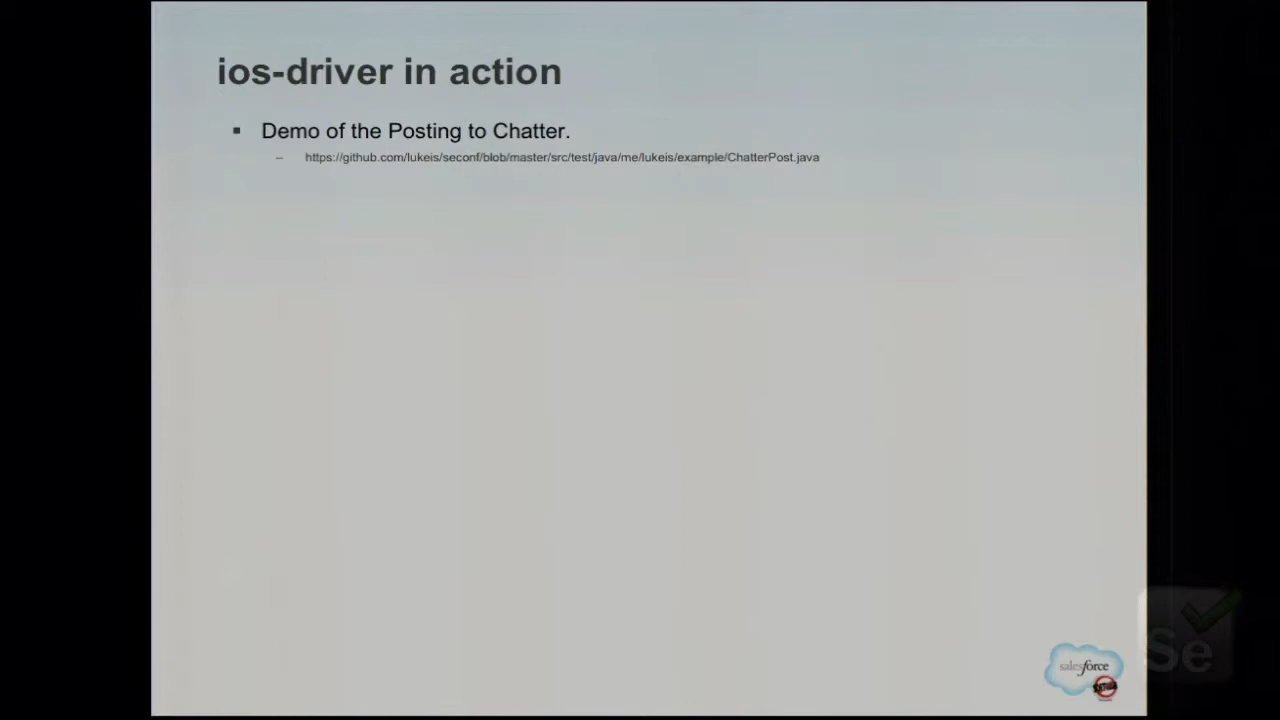 ios-driver in action
▪ Demo of the Posting to Chatter.
– https://github.com/lukeis/seconf/blob/master/src/test/java/me/lukeis/example/ChatterPost.java
salesforce
Se